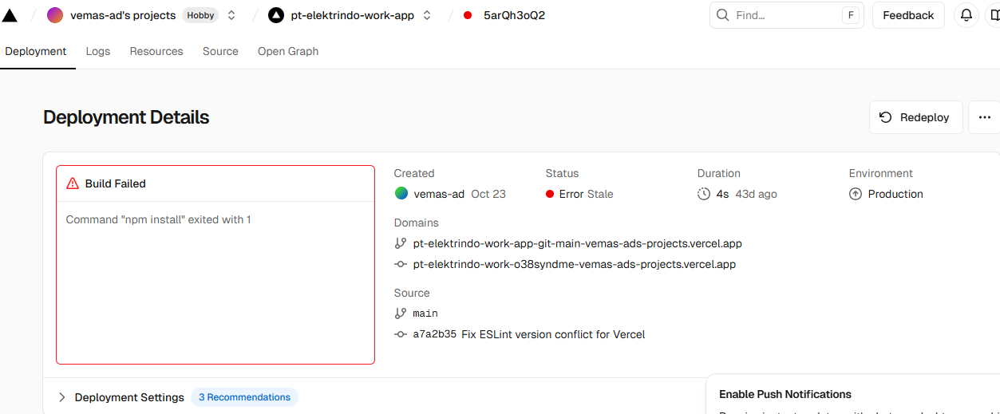 vemas-ad's projects Hobby pt-elektrindo-work-app 5arQh3oQ2 Find... F Feedback
Deployment Logs Resources Source Open Graph
Deployment Details
Redeploy
Build Failed
Command "npm install" exited with 1
Created
vemas-ad Oct 23
Status
Error Stale
Duration
4s 43d ago
Environment
Production
Domains
pt-elektrindo-work-app-git-main-vemas-ads-projects.vercel.app
pt-elektrindo-work-o38syndme-vemas-ads-projects.vercel.app
Source
main
a7a2b35 Fix ESLint version conflict for Vercel
Deployment Settings 3 Recommendations
Enable Push Notifications